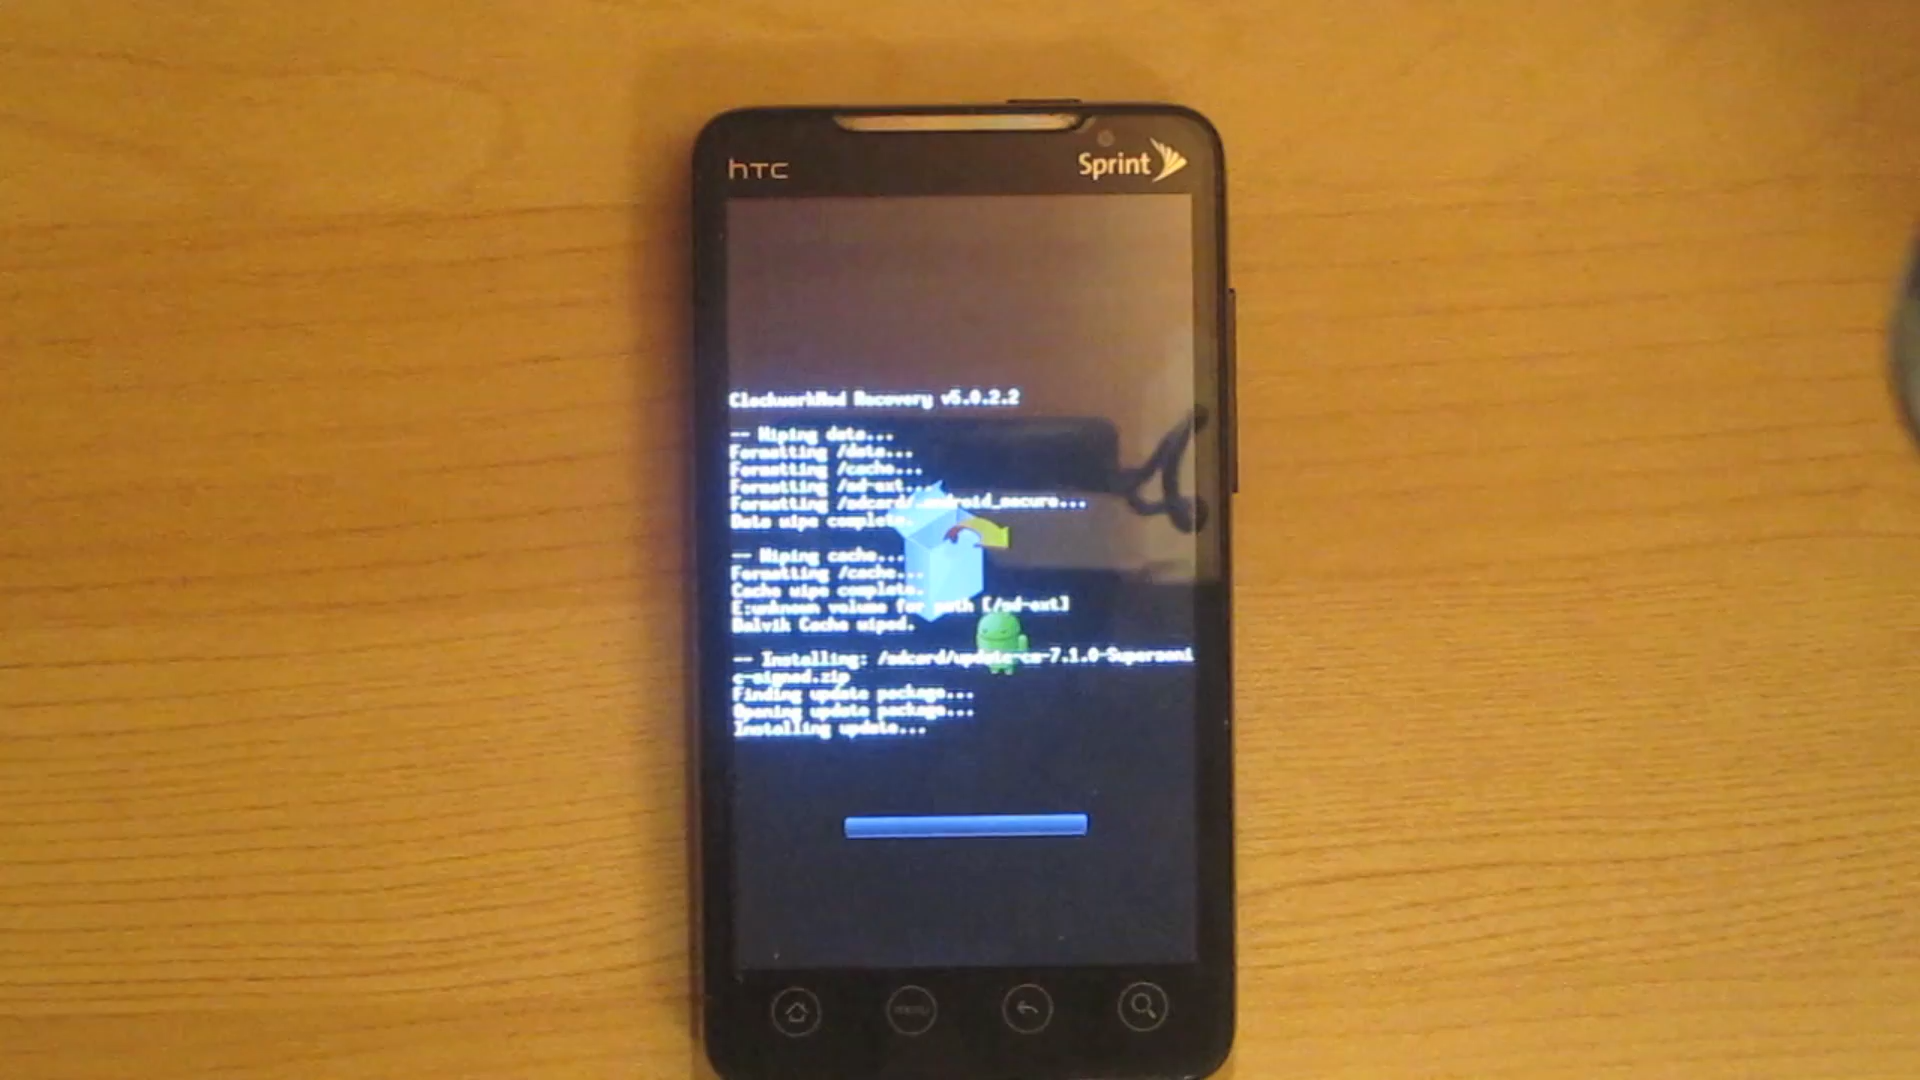 hTC
Sprint
ClockworkMod Recovery v5.0.2.2
-- Wiping data...
Formatting /data...
Formatting /cache...
Formatting /sd-ext...
Formatting /sdcard/.android_secure...
Data wipe complete.
-- Wiping cache...
Formatting /cache...
Cache wipe complete.
E:unknown volume for path [/sd-ext]
Dalvik Cache wiped.
-- Installing: /sdcard/update-cm-7.1.0-Supersoni
c-signed.zip
Finding update package...
Opening update package...
Installing update...
menu